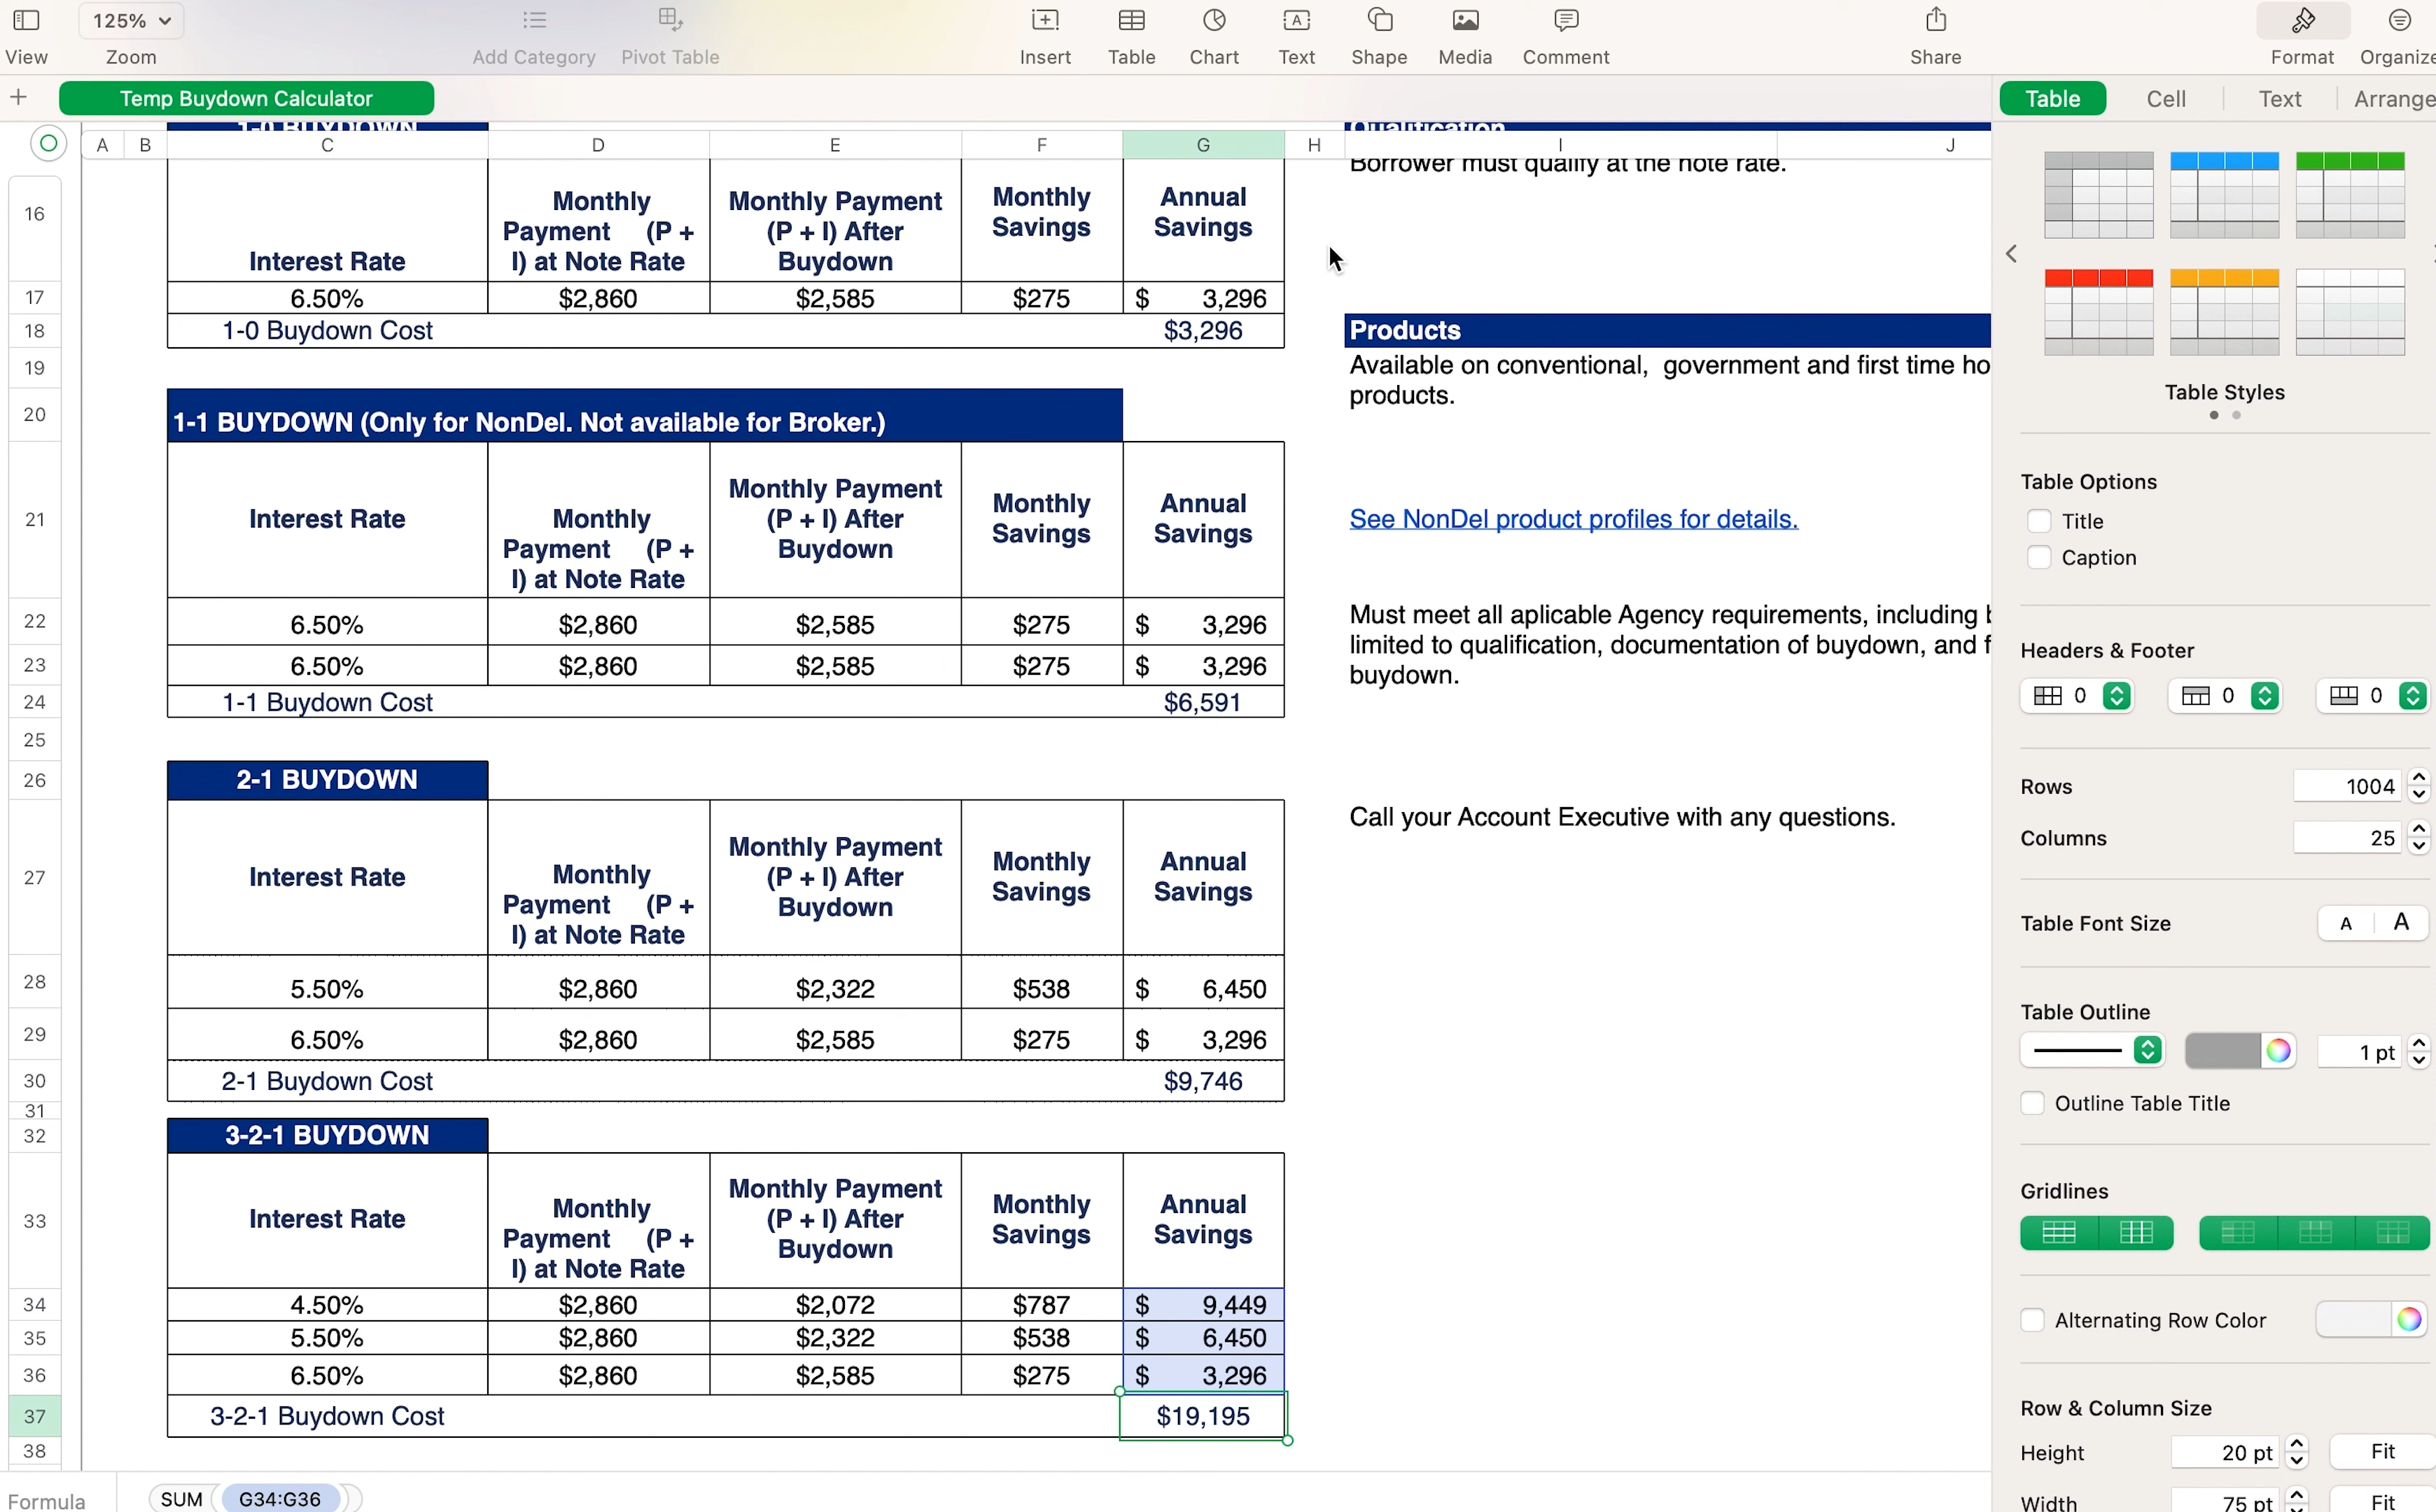 125%
View
Zoom
Add Category
Pivot Table
Insert
Table
Chart
Text
Shape
Media
Comment
Share
Format
Organize
Temp Buydown Calculator
Table
Cell
Text
Arrange
1-0 BUYDOWN
Qualification
A B C D E F G H I J
Borrower must qualify at the note rate.
16
Interest Rate
Monthly
Payment (P +
I) at Note Rate
Monthly Payment
(P + I) After
Buydown
Monthly
Savings
Annual
Savings
17 6.50% $2,860 $2,585 $275 $ 3,296
18 1-0 Buydown Cost $3,296
Products
19
Available on conventional, government and first time ho
products.
20 1-1 BUYDOWN (Only for NonDel. Not available for Broker.)
21
Interest Rate
Monthly
Payment (P +
I) at Note Rate
Monthly Payment
(P + I) After
Buydown
Monthly
Savings
Annual
Savings
See NonDel product profiles for details.
22 6.50% $2,860 $2,585 $275 $ 3,296
23 6.50% $2,860 $2,585 $275 $ 3,296
24 1-1 Buydown Cost $6,591
Must meet all aplicable Agency requirements, including
limited to qualification, documentation of buydown, and f
buydown.
25
26 2-1 BUYDOWN
27
Interest Rate
Monthly
Payment (P +
I) at Note Rate
Monthly Payment
(P + I) After
Buydown
Monthly
Savings
Annual
Savings
Call your Account Executive with any questions.
28 5.50% $2,860 $2,322 $538 $ 6,450
29 6.50% $2,860 $2,585 $275 $ 3,296
30 2-1 Buydown Cost $9,746
31
32 3-2-1 BUYDOWN
33
Interest Rate
Monthly
Payment (P +
I) at Note Rate
Monthly Payment
(P + I) After
Buydown
Monthly
Savings
Annual
Savings
34 4.50% $2,860 $2,072 $787 $ 9,449
35 5.50% $2,860 $2,322 $538 $ 6,450
36 6.50% $2,860 $2,585 $275 $ 3,296
37 3-2-1 Buydown Cost $19,195
38
Formula SUM G34:G36
Table Styles
Table Options
Title
Caption
Headers & Footer
0 0 0
Rows 1004
Columns 25
Table Font Size A A
Table Outline
1 pt
Outline Table Title
Gridlines
Alternating Row Color
Row & Column Size
Height 20 pt Fit
Width 75 pt Fit